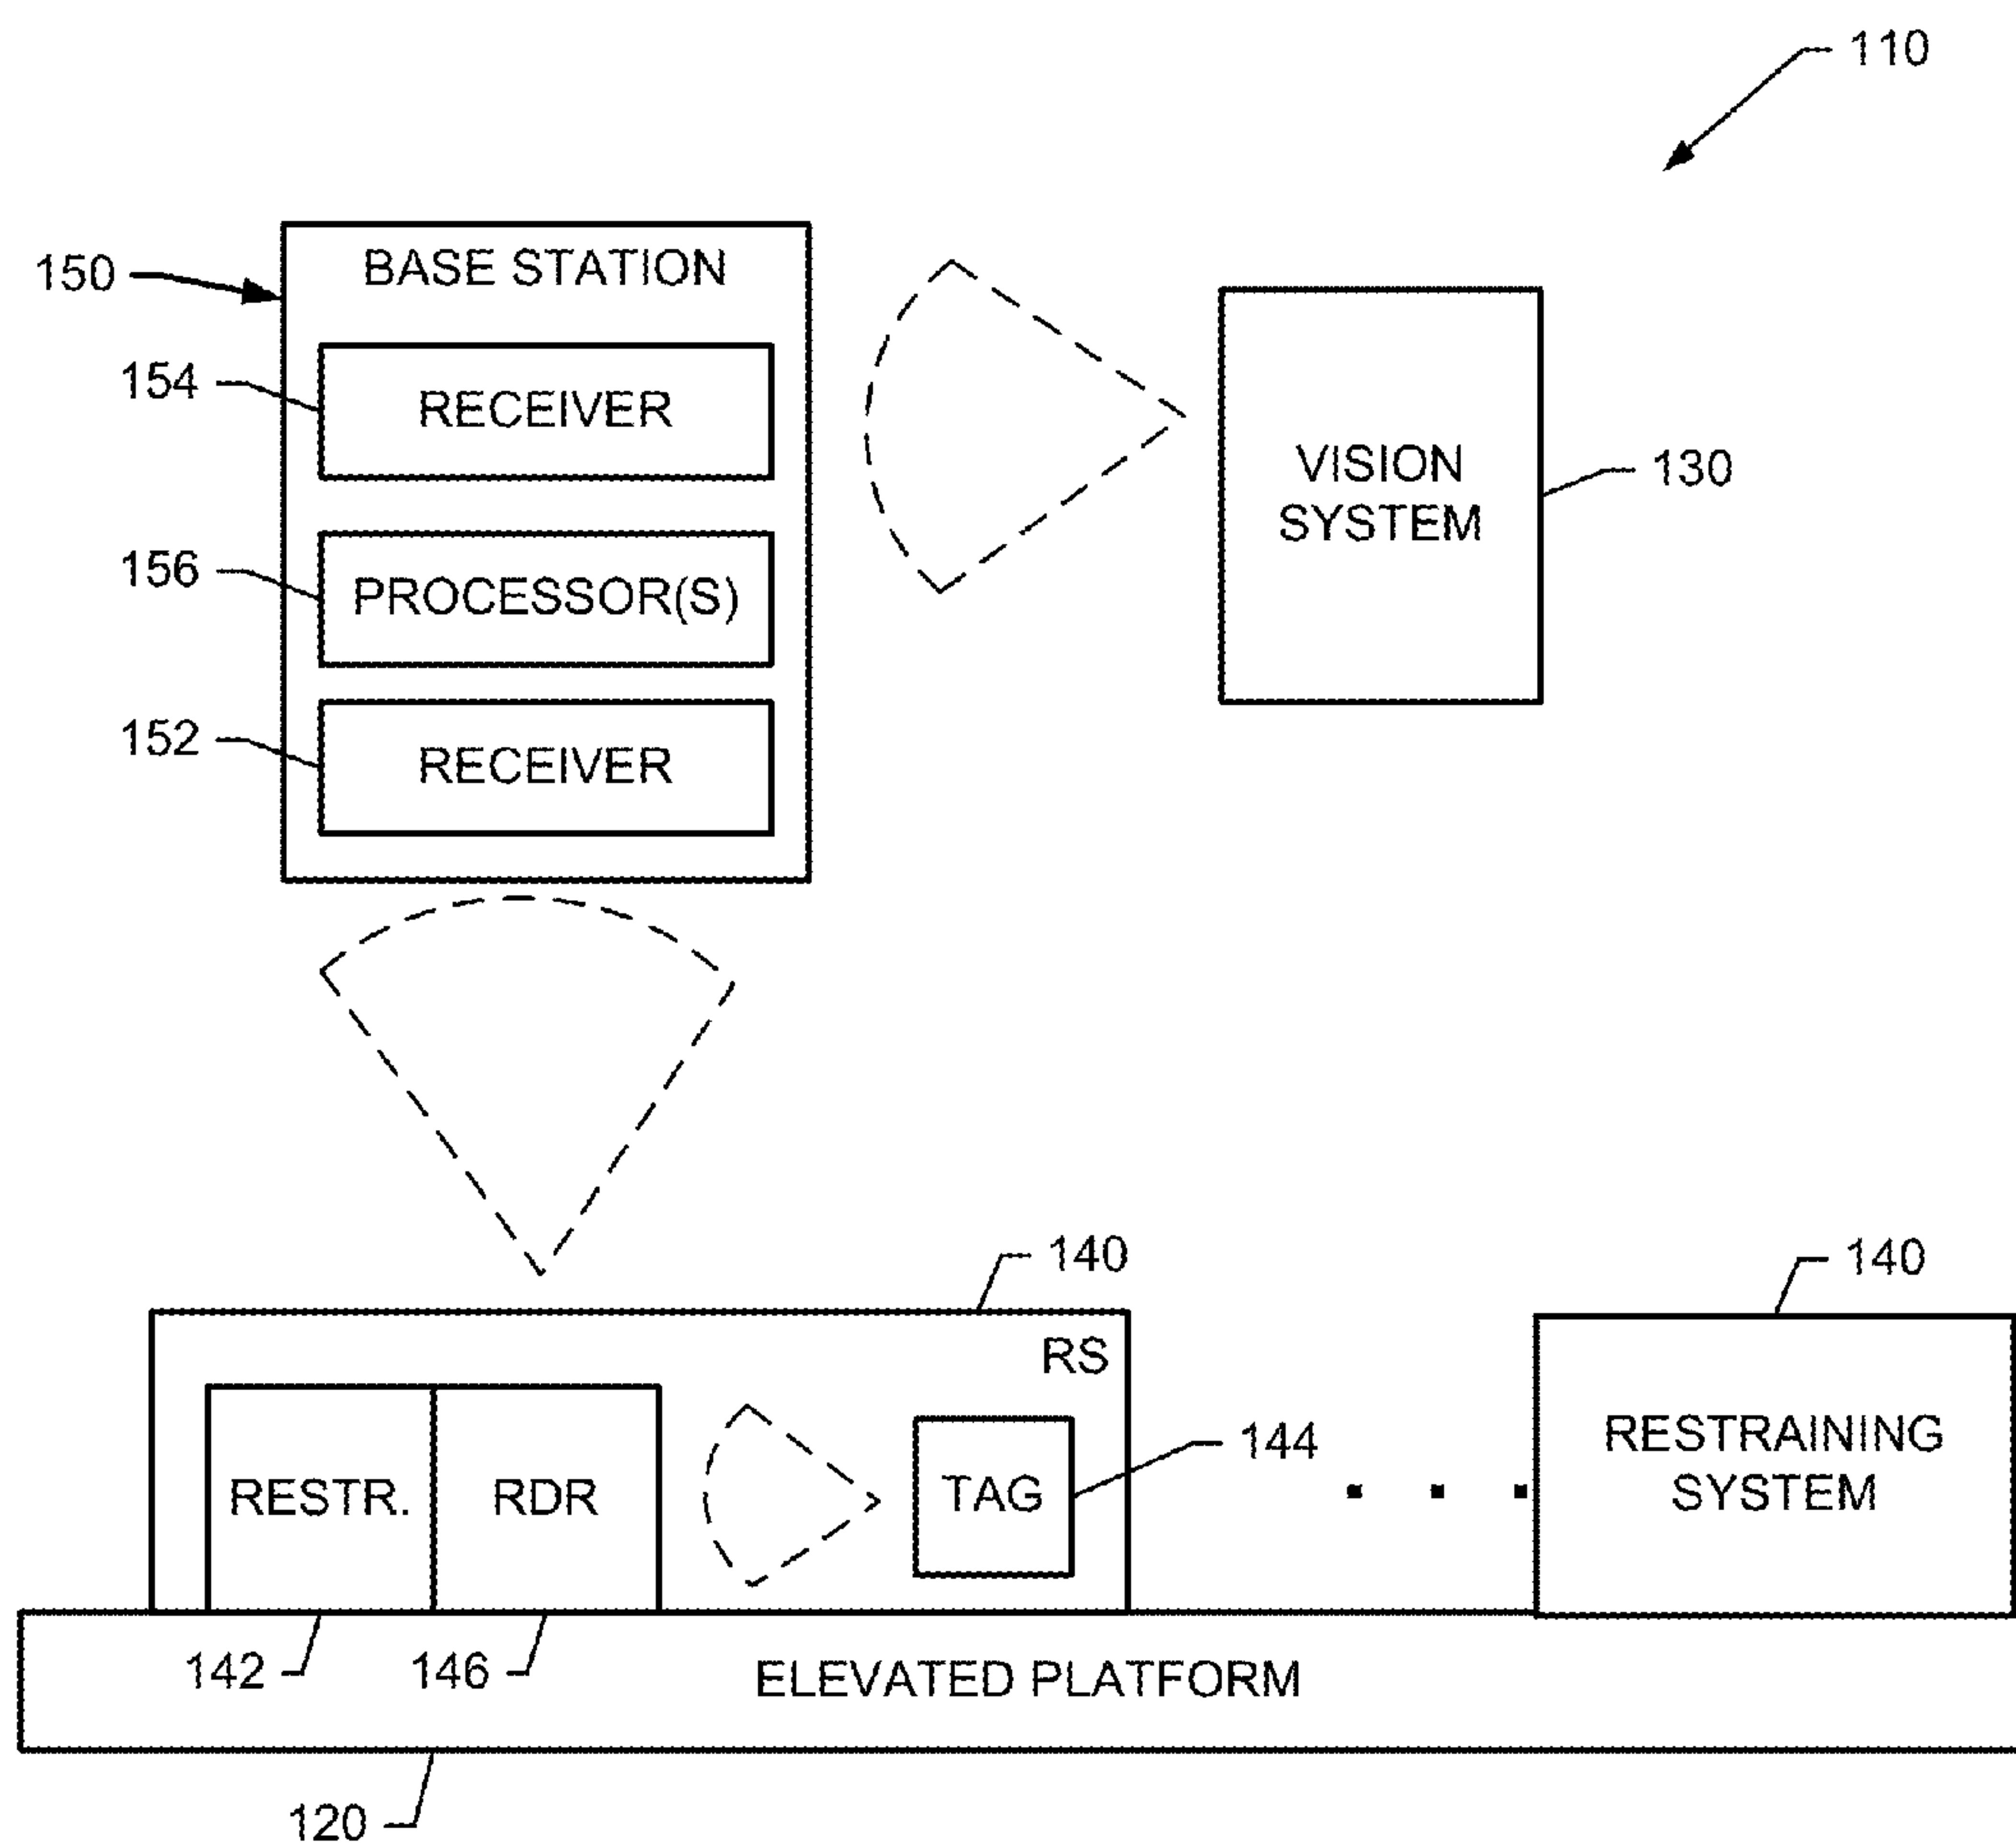 110
150
BASE STATION
154
RECEIVER
156
PROCESSOR(S)
152
RECEIVER
VISION
SYSTEM
130
140
140
RS
RESTR.
RDR
TAG
144
RESTRAINING
SYSTEM
142
146
ELEVATED PLATFORM
120